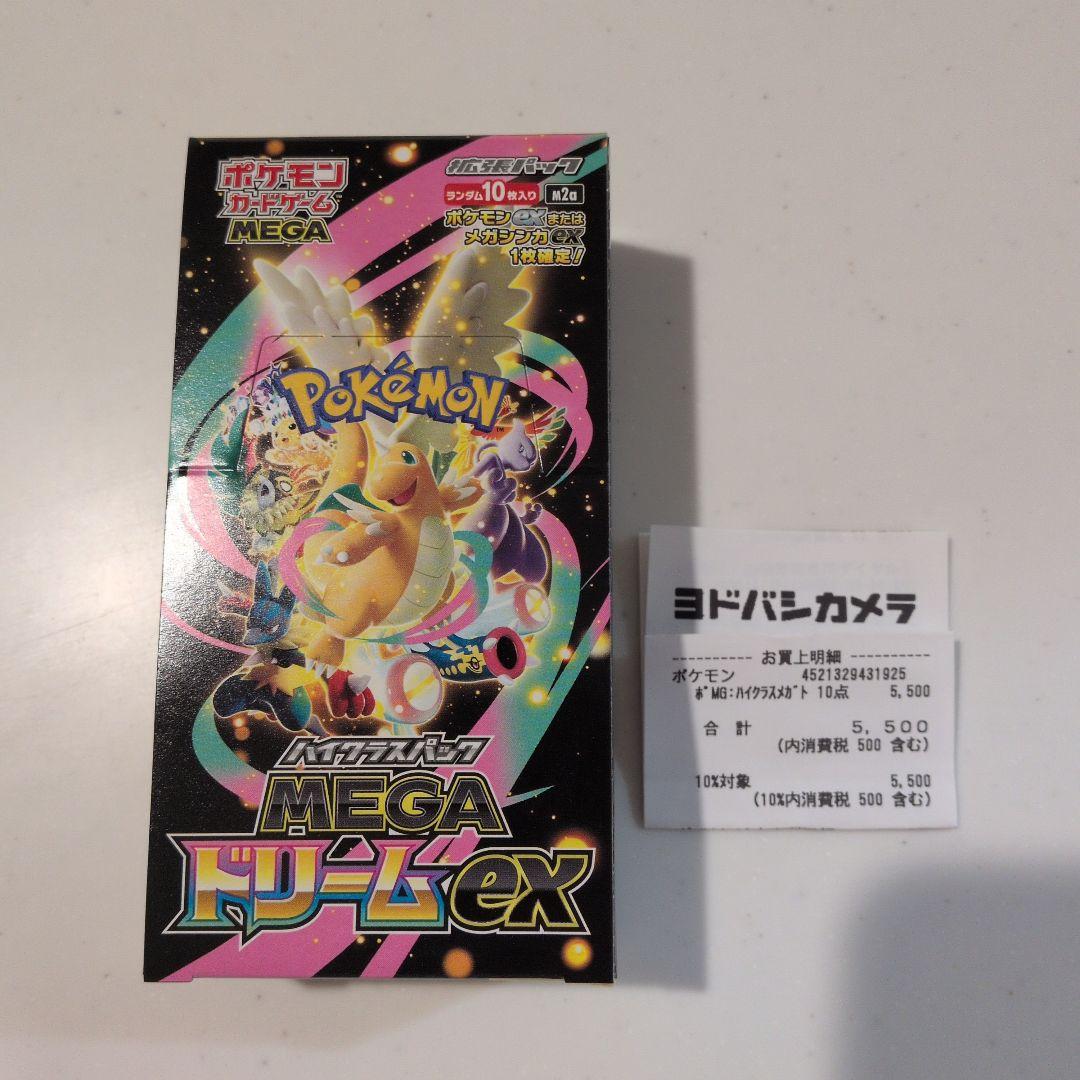 ポケモン
カードゲーム
MEGA
拡張パック
ランダム10枚入り M2a
ポケモンexまたは
メガシンカex
1枚確定!
POKéMON
TM
ハイクラスパック
MEGA
ドリームex
ヨドバシカメラ
---------- お買上明細 ----------
ポケモン 4521329431925
ポMG:ハイクラスメガト 10点 5,500
合 計 5,500
(内消費税 500 含む)
10%対象 5,500
(10%内消費税 500 含む)